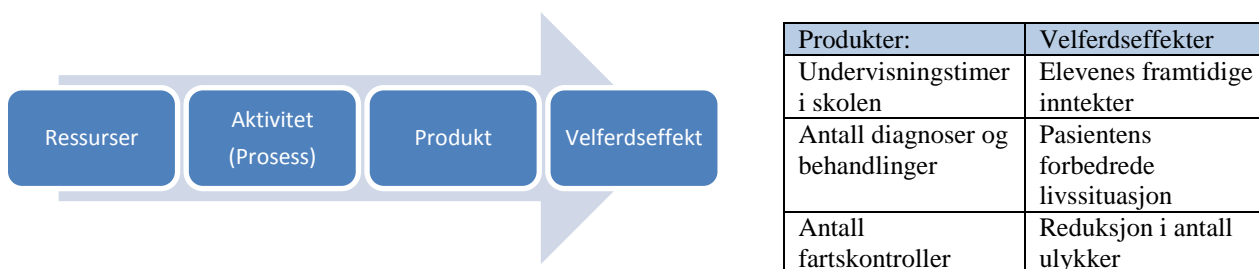 Ressurser
Aktivitet
(Prosess)
Produkt
Velferdseffekt
Produkter:
Velferdseffekter
Undervisningstimer
i skolen
Elevenes framtidige
inntekter
Antall diagnoser og
behandlinger
Pasientens
forbedrede
livssituasjon
Antall
fartskontroller
Reduksjon i antall
ulykker